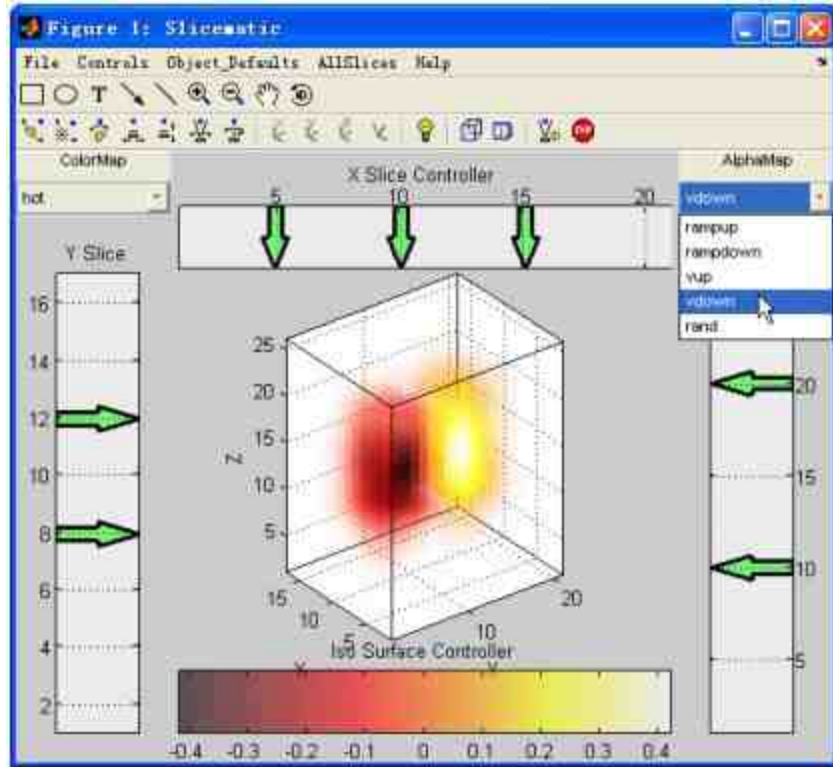 Figure 1: Slicematic
File Controls Object_Defaults AllSlices Help
T
ColorMap
AlphaMap
hot
vdown
rampup
rampdown
vup
vdown
rand
X Slice Controller
5 10 15 20
Y Slice
16
14
12
10
8
6
4
2
25
20
15
10
5
Z
15
10
5
10
20
X
Y
20
15
10
5
Iso Surface Controller
-0.4 -0.3 -0.2 -0.1 0 0.1 0.2 0.3 0.4